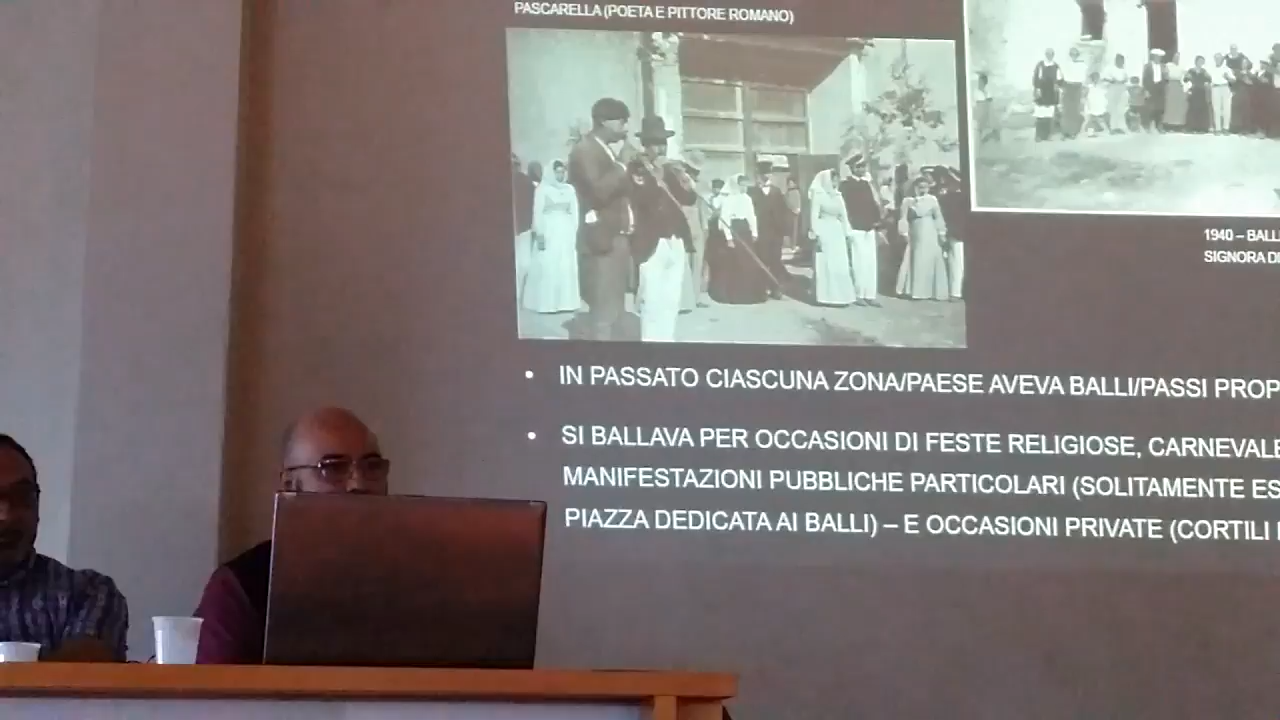 PASCARELLA (POETA E PITTORE ROMANO)
1940 – BALL
SIGNORA D
• IN PASSATO CIASCUNA ZONA/PAESE AVEVA BALLI/PASSI PROP
• SI BALLAVA PER OCCASIONI DI FESTE RELIGIOSE, CARNEVALE
MANIFESTAZIONI PUBBLICHE PARTICOLARI (SOLITAMENTE ES
PIAZZA DEDICATA AI BALLI) – E OCCASIONI PRIVATE (CORTILI